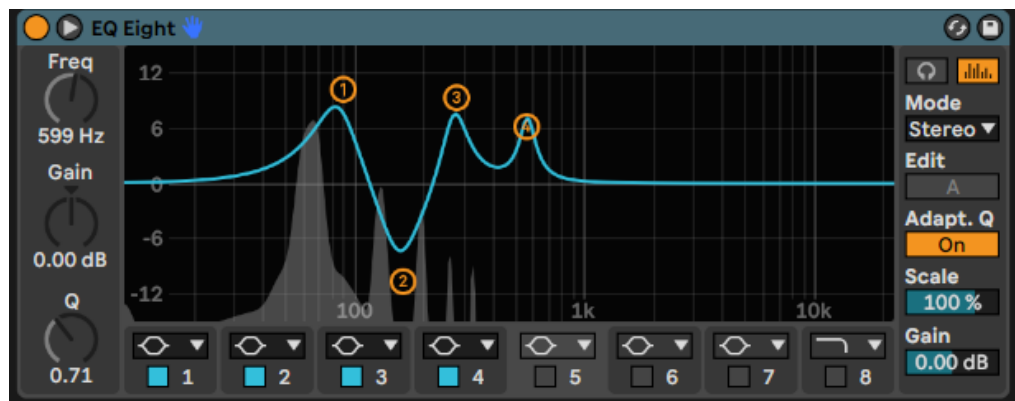 EQ Eight
Freq
599 Hz
Gain
0.00 dB
Q
0.71
12
6
0
-6
-12
100
1k
10k
1
2
3
4
1
2
3
4
5
6
7
8
Mode
Stereo
Edit
A
Adapt. Q
On
Scale
100 %
Gain
0.00 dB